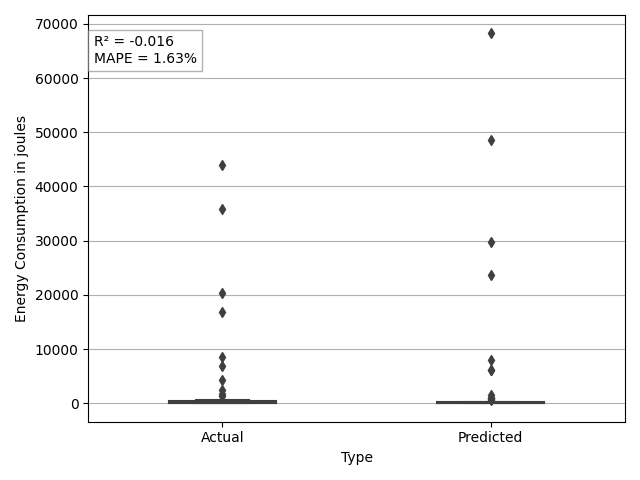 70000
60000
50000
40000
30000
20000
10000
0
R² = -0.016
MAPE = 1.63%
Energy Consumption in joules
Actual
Predicted
Type